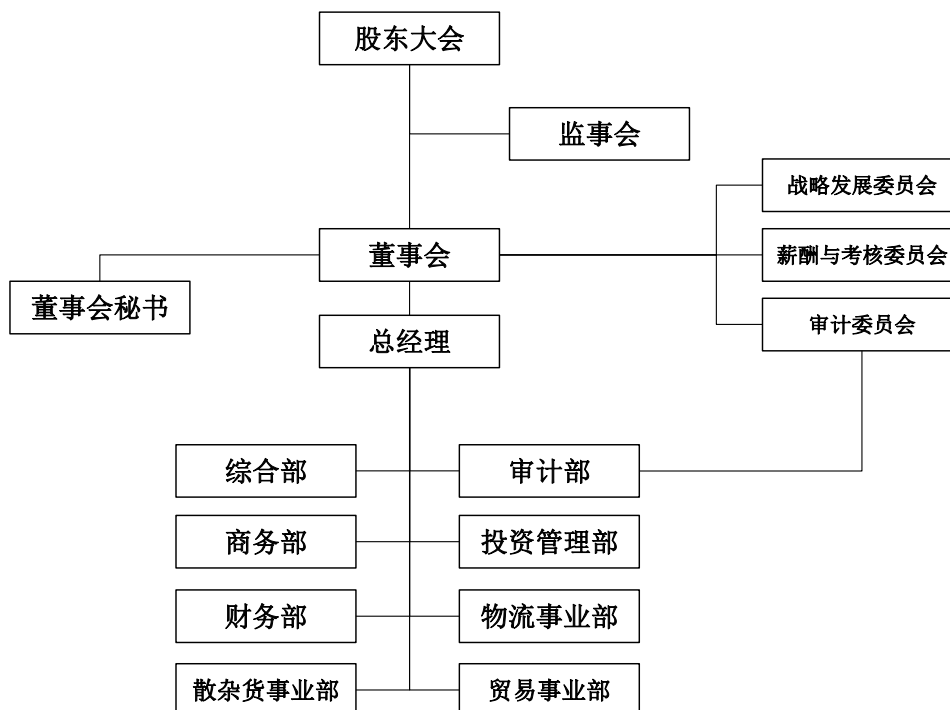 股东大会
监事会
战略发展委员会
董事会
薪酬与考核委员会
董事会秘书
审计委员会
总经理
综合部
审计部
商务部
投资管理部
财务部
物流事业部
散杂货事业部
贸易事业部